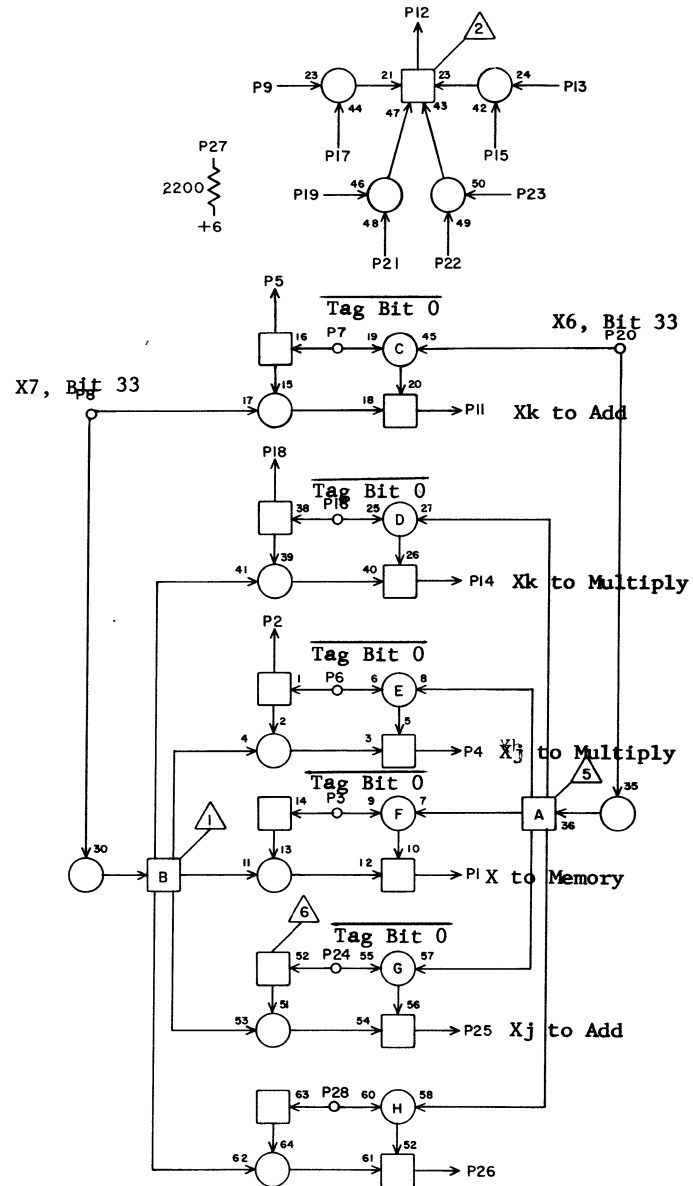 P12
2
P9 23 21 23 24 P13
44 47 43 42
P17 P15
P27
2200
+6
P19 46 50 P23
48 49
P21 P22
P5
Tag Bit 0
X6, Bit 33
16 P7 19 C 45 P20
X7, Bit 33
P8
15 20
17 18 P11 Xk to Add
P18
Tag Bit 0
38 P16 25 D 27
39 26
41 40 P14 Xk to Multiply
P2
Tag Bit 0
1 P6 6 E 8
2 5
4 3 P4 Xj to Multiply
Tag Bit 0
5
14 P3 9 F 7 A 36 35
1
13 10
30 B 11 12 P1 X to Memory
6
Tag Bit 0
52 P24 55 G 57
51 56
53 54 P25 Xj to Add
63 P28 60 H 58
64 52
62 61 P26